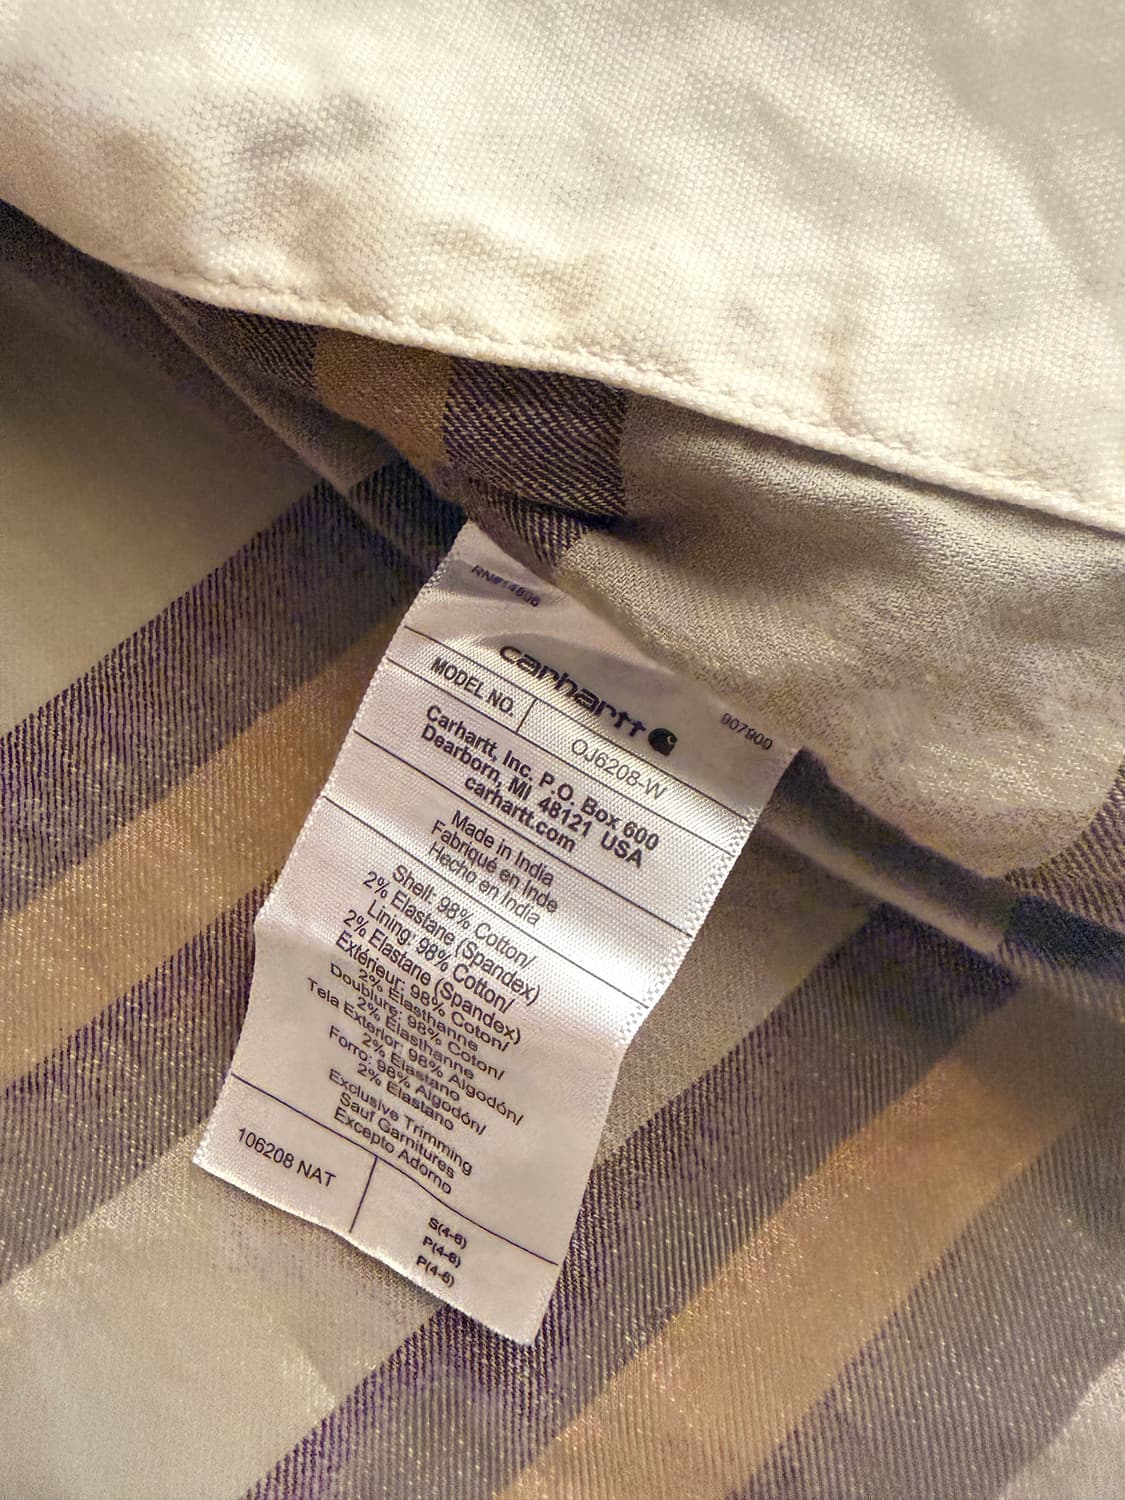 RN#14806
carhartt
907900
MODEL NO.
OJ6208-W
Carhartt, Inc. P.O. Box 600
Dearborn, MI 48121 USA
carhartt.com
Made in India
Fabriqué en Inde
Hecho en India
Shell: 98% Cotton/
2% Elastane (Spandex)
Lining: 98% Cotton/
2% Elastane (Spandex)
Extérieur: 98% Coton/
2% Élasthanne
Doublure: 98% Coton/
2% Élasthanne
Tela Exterior: 98% Algodón/
2% Elastano
Forro: 98% Algodón/
2% Elastano
Exclusive Trimming
Sauf Garnitures
Excepto Adorno
106208 NAT
S(4-6)
P(4-6)
P(4-6)